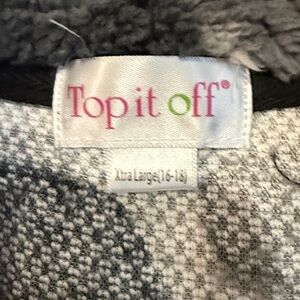 Top it off®
Xtra Large(16-18)